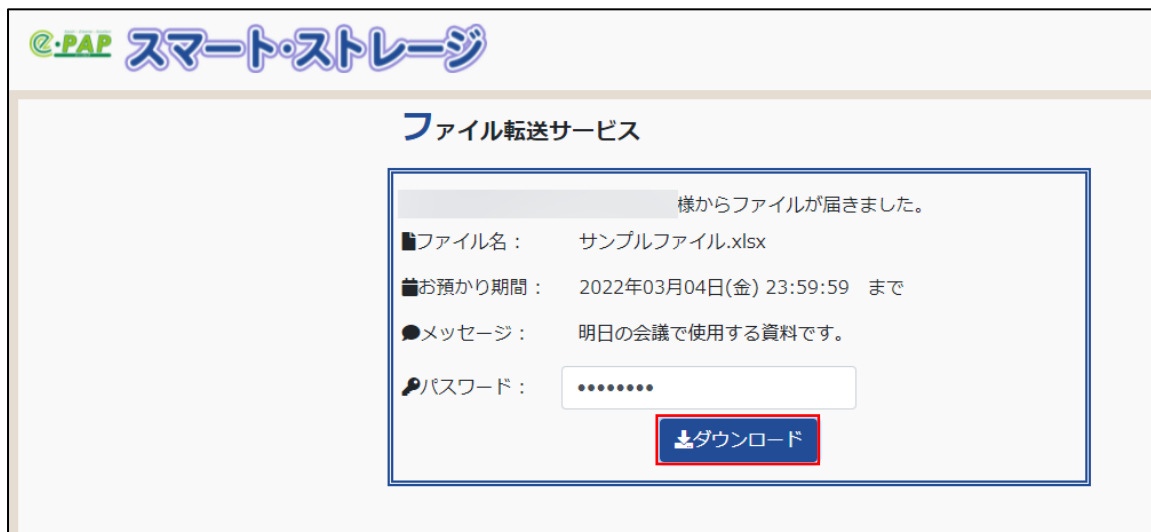 e・PAP スマート・ストレージ
ファイル転送サービス
様からファイルが届きました。
ファイル名： サンプルファイル.xlsx
お預かり期間： 2022年03月04日(金) 23:59:59 まで
メッセージ： 明日の会議で使用する資料です。
パスワード： ••••••••
ダウンロード